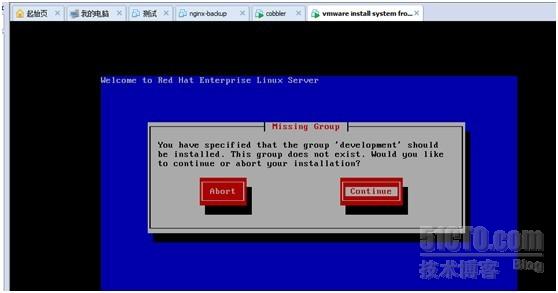 起始页
我的电脑
测试
nginx-backup
cobbler
vmware install system fro...
Welcome to Red Hat Enterprise Linux Server
Missing Group
You have specified that the group 'development' should
be installed. This group does not exist. Would you like
to continue or abort your installation?
Abort
Continue
51CTO.com
技术博客 Blog